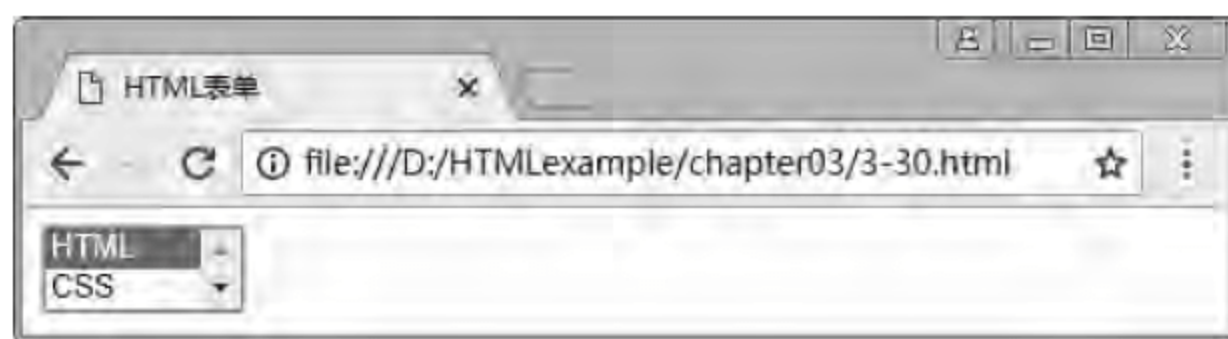 HTML表单
file:///D:/HTMLexample/chapter03/3-30.html
HTML
CSS